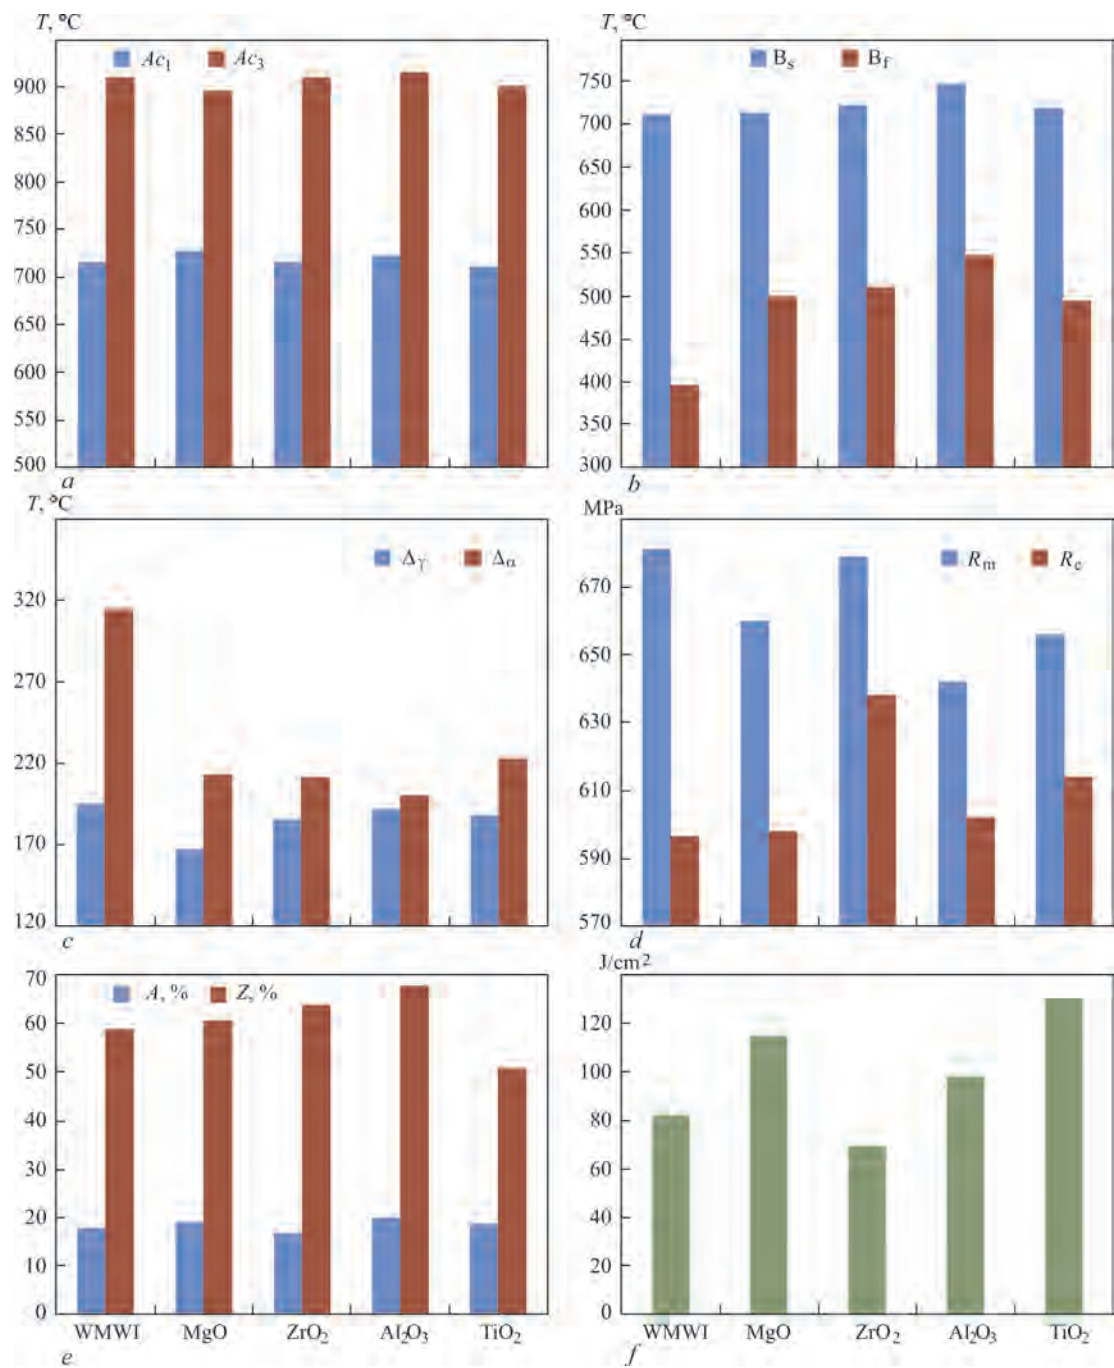 T, °C
Ac1 Ac3
900
850
800
750
700
650
600
550
500
a
T, °C
Bs Bf
750
700
650
600
550
500
450
400
300
300
b
T, °C
Δγ Δα
320
270
220
170
120
c
MPa
Rm Re
670
650
630
610
590
570
d
A, % Z, %
70
60
50
40
30
20
10
0
WMWI MgO ZrO2 Al2O3 TiO2
e
J/cm2
120
100
80
60
40
20
0
WMWI MgO ZrO2 Al2O3 TiO2
f